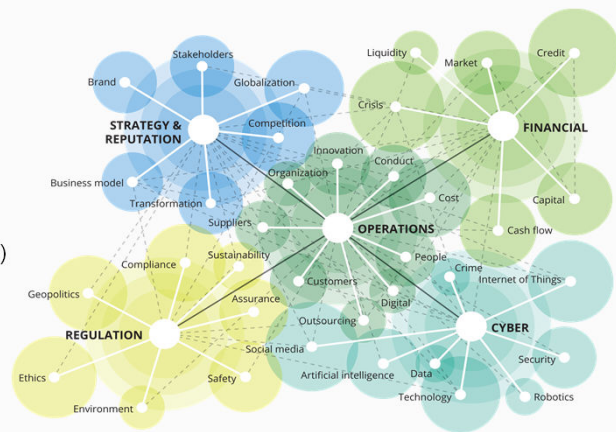 Stakeholders
Brand
Globalization
STRATEGY &
REPUTATION
Competition
Business model
Transformation
Liquidity
Market
Credit
Crisis
FINANCIAL
Capital
Cash flow
Innovation
Organization
Conduct
Cost
Suppliers
OPERATIONS
People
Customers
Digital
Outsourcing
)
Compliance
Sustainability
Geopolitics
Assurance
REGULATION
Ethics
Environment
Safety
Crime
Internet of Things
CYBER
Social media
Artificial intelligence
Data
Technology
Security
Robotics